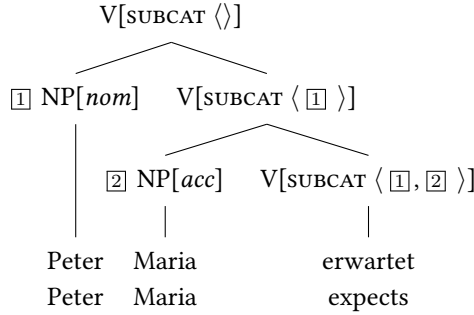 V[SUBCAT ⟨⟩]
1 NP[nom] V[SUBCAT ⟨ 1 ⟩]
2 NP[acc] V[SUBCAT ⟨ 1, 2 ⟩]
Peter Maria erwartet
Peter Maria expects